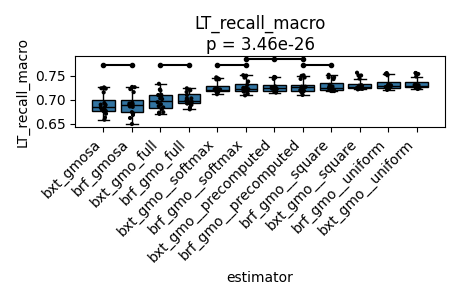 LT_recall_macro
p = 3.46e-26
LT_recall_macro
0.75
0.70
0.65
bxt_gmosa
brf_gmosa
bxt_gmo_full
brf_gmo_full
bxt_gmo__softmax
brf_gmo__softmax
bxt_gmo__precomputed
brf_gmo__precomputed
brf_gmo__square
bxt_gmo__square
brf_gmo__uniform
bxt_gmo__uniform
estimator